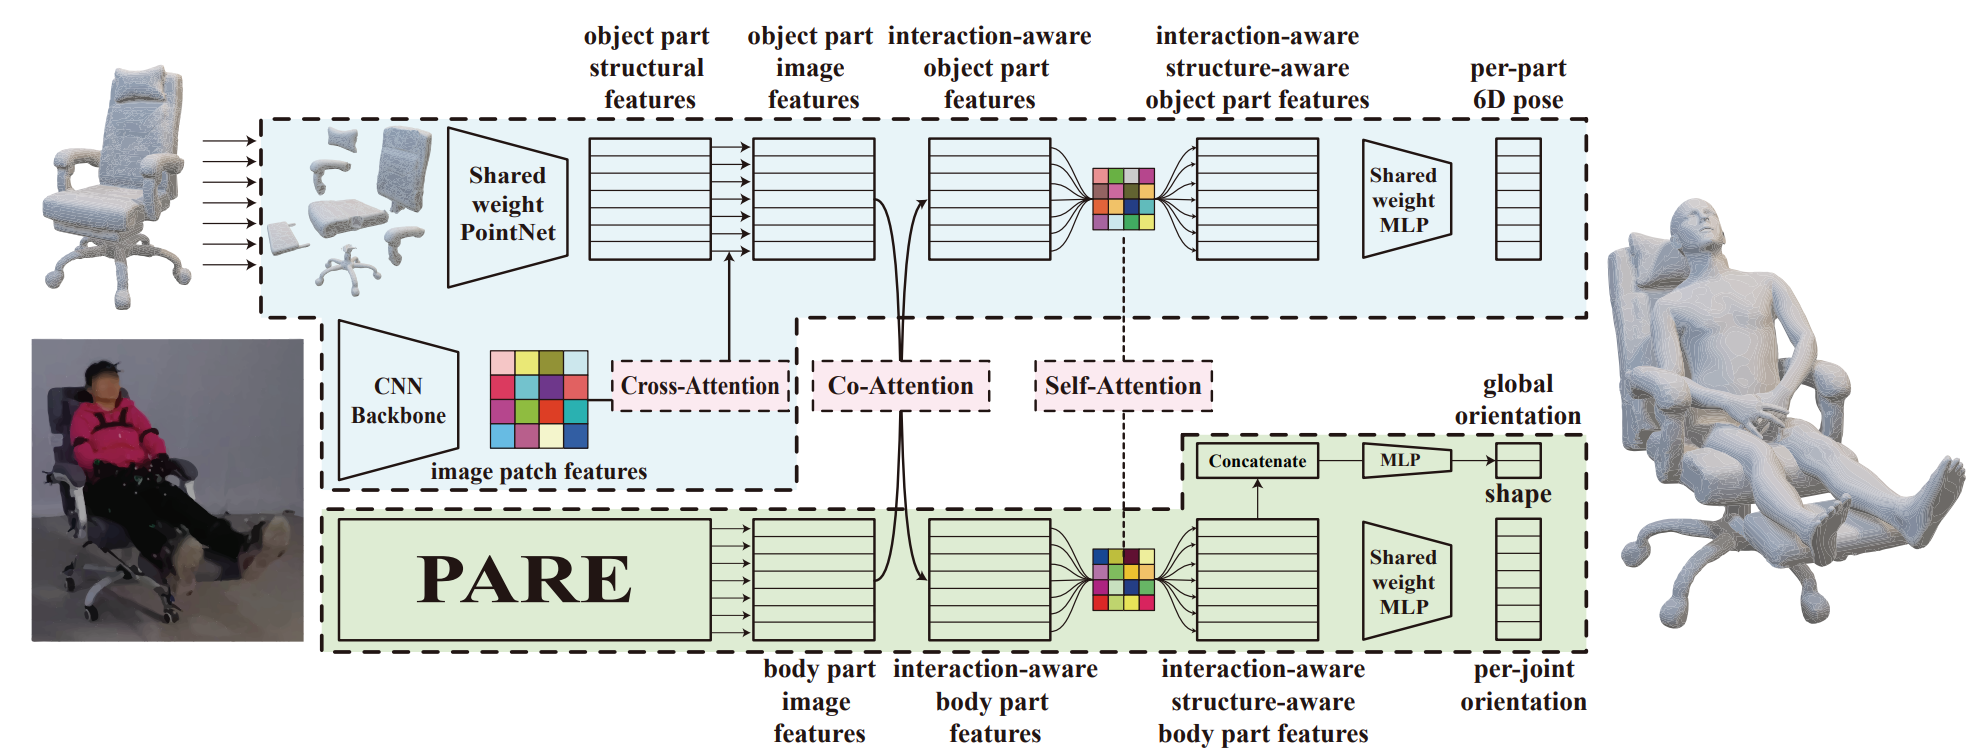 object part
structural
features
object part
image
features
interaction-aware
object part
features
interaction-aware
structure-aware
object part features
per-part
6D pose
Shared
weight
PointNet
Shared
weight
MLP
CNN
Backbone
image patch features
Cross-Attention
Co-Attention
Self-Attention
global
orientation
Concatenate
MLP
shape
PARE
Shared
weight
MLP
body part
image
features
interaction-aware
body part
features
interaction-aware
structure-aware
body part features
per-joint
orientation